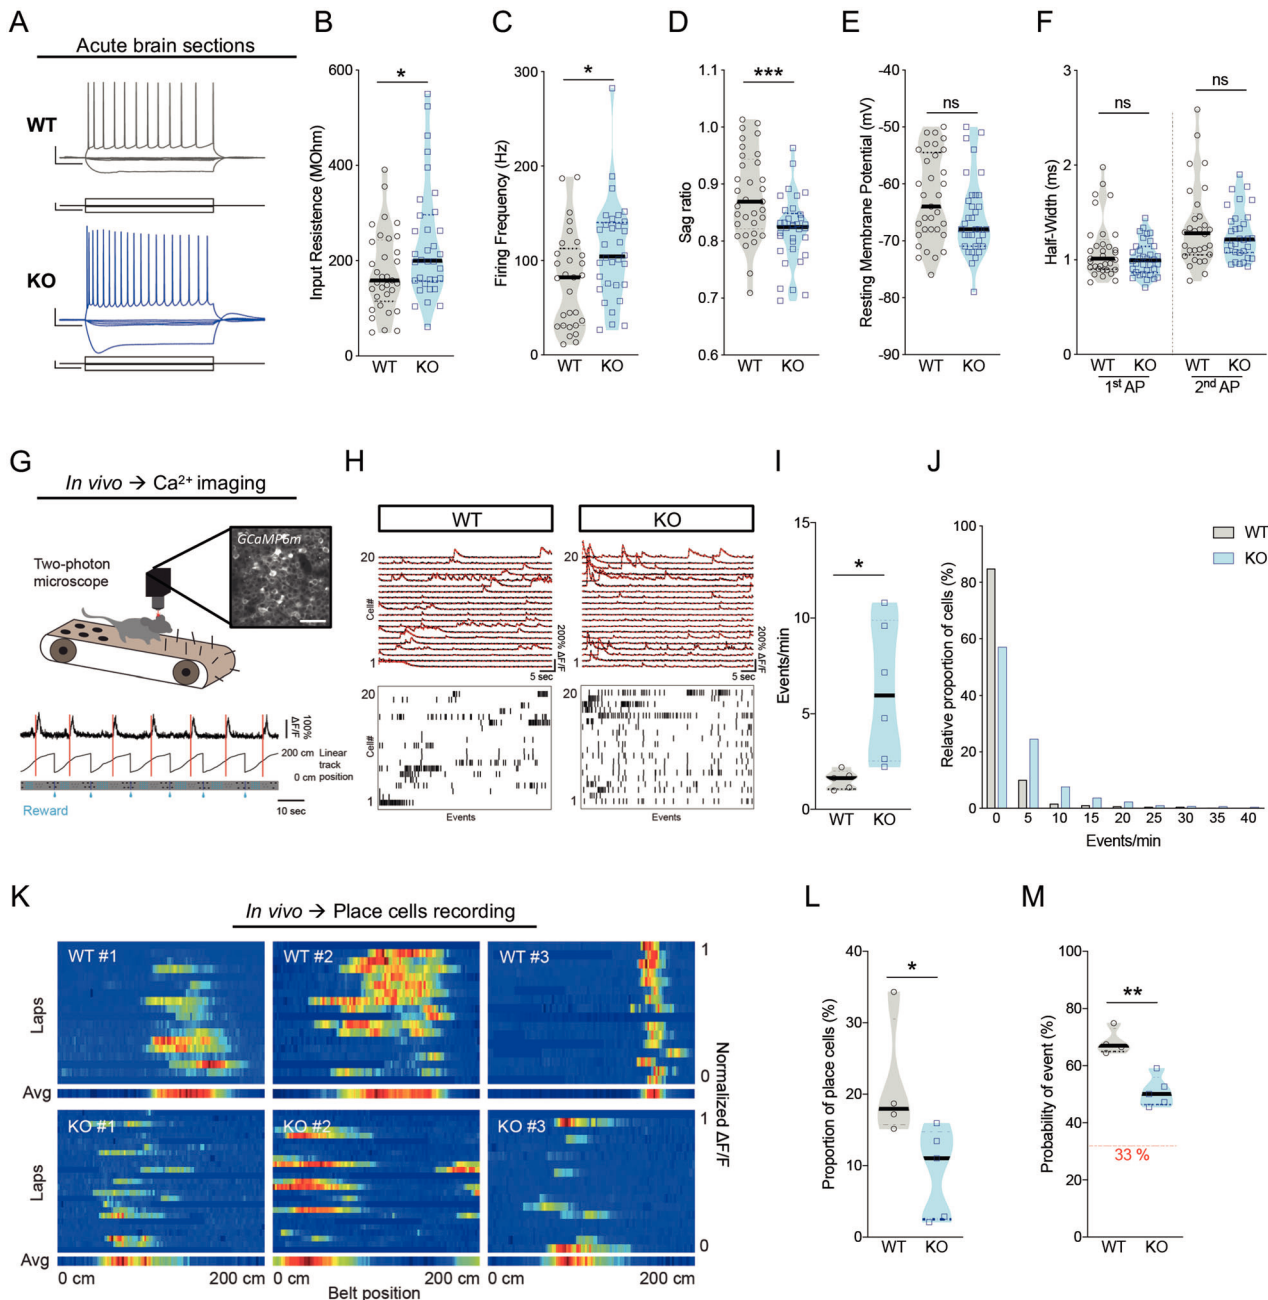 A
Acute brain sections
WT
KO
B
*
600
400
200
0
Input Resistence (MOhm)
WT KO
C
*
300
200
100
0
Firing Frequency (Hz)
WT KO
D
***
1.1
1.0
0.9
0.8
0.7
0.6
Sag ratio
WT KO
E
ns
-40
-50
-60
-70
-80
-90
Resting Membrane Potential (mV)
WT KO
F
ns
ns
3
2
1
0
Half-Width (ms)
WT KO WT KO
1st AP 2nd AP
G
In vivo → Ca2+ imaging
Two-photon
microscope
GCaMP6m
100%
ΔF/F
200 cm
0 cm
Linear
track
position
Reward
10 sec
H
WT
KO
20
Cell#
1
200% ΔF/F
5 sec
20
1
200% ΔF/F
5 sec
20
Cell#
1
Events
20
1
Events
I
*
15
10
5
0
Events/min
WT KO
J
WT
KO
100
80
60
40
20
0
Relative proportion of cells (%)
0 5 10 15 20 25 30 35 40
Events/min
K
In vivo → Place cells recording
WT #1
WT #2
WT #3
Laps
Avg
1
0
KO #1
KO #2
KO #3
Laps
Avg
1
0
Normalized ΔF/F
0 cm 200 cm 0 cm 200 cm 0 cm 200 cm
Belt position
L
*
40
30
20
10
0
Proportion of place cells (%)
WT KO
M
**
100
80
60
40
20
0
Probability of event (%)
33 %
WT KO